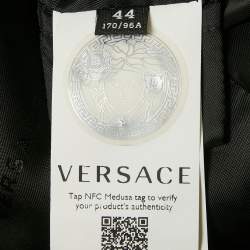 44
170/96A
VERSACE
Tap NFC Medusa tag to verify
your product's authenticity